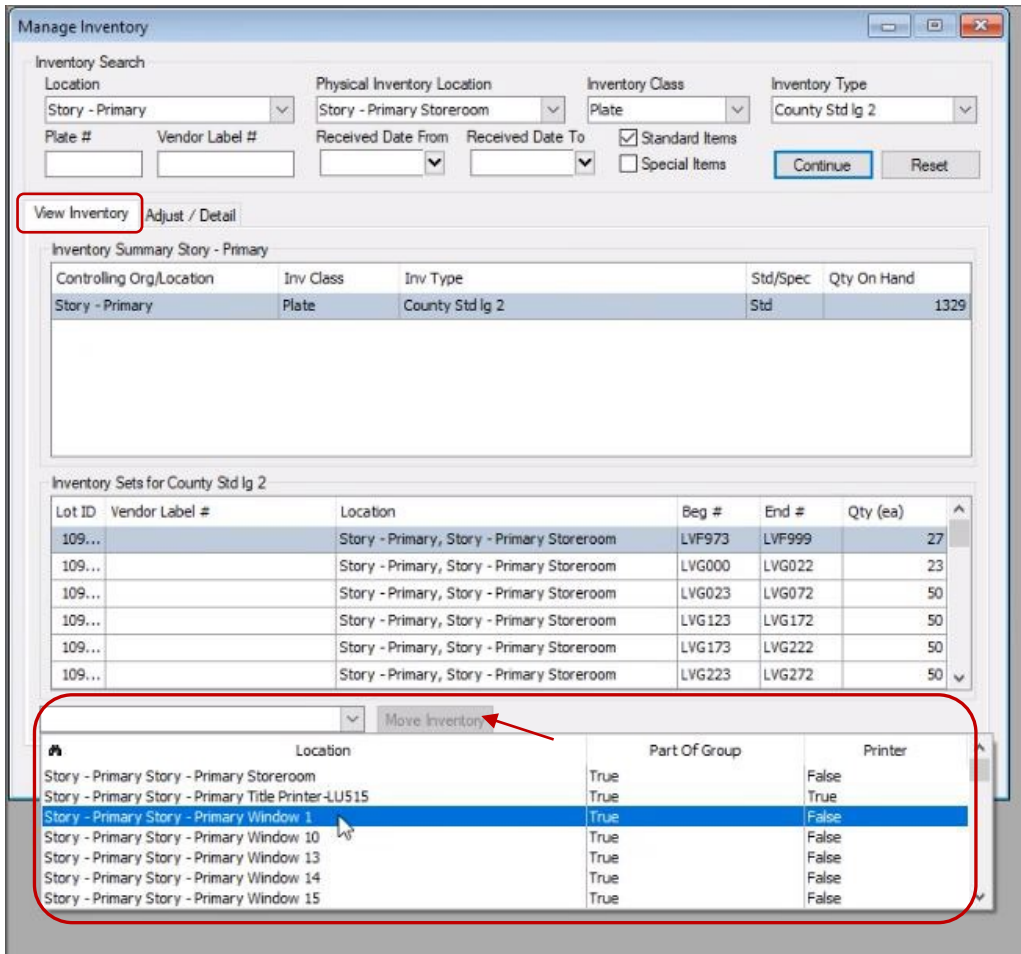 Manage Inventory
Inventory Search
Location Physical Inventory Location Inventory Class Inventory Type
Story - Primary Story - Primary Storeroom Plate County Std lg 2
Plate # Vendor Label # Received Date From Received Date To Standard Items
Special Items Continue Reset
View Inventory Adjust / Detail
Inventory Summary Story - Primary
Controlling Org/Location Inv Class Inv Type Std/Spec Qty On Hand
Story - Primary Plate County Std lg 2 Std 1329
Inventory Sets for County Std lg 2
Lot ID Vendor Label # Location Beg # End # Qty (ea)
109... Story - Primary, Story - Primary Storeroom LVF973 LVF999 27
109... Story - Primary, Story - Primary Storeroom LVG000 LVG022 23
109... Story - Primary, Story - Primary Storeroom LVG023 LVG072 50
109... Story - Primary, Story - Primary Storeroom LVG123 LVG172 50
109... Story - Primary, Story - Primary Storeroom LVG173 LVG222 50
109... Story - Primary, Story - Primary Storeroom LVG223 LVG272 50
Move Inventory
Location Part Of Group Printer
Story - Primary Story - Primary Storeroom True False
Story - Primary Story - Primary Title Printer-LU515 True True
Story - Primary Story - Primary Window 1 True False
Story - Primary Story - Primary Window 10 True False
Story - Primary Story - Primary Window 13 True False
Story - Primary Story - Primary Window 14 True False
Story - Primary Story - Primary Window 15 True False